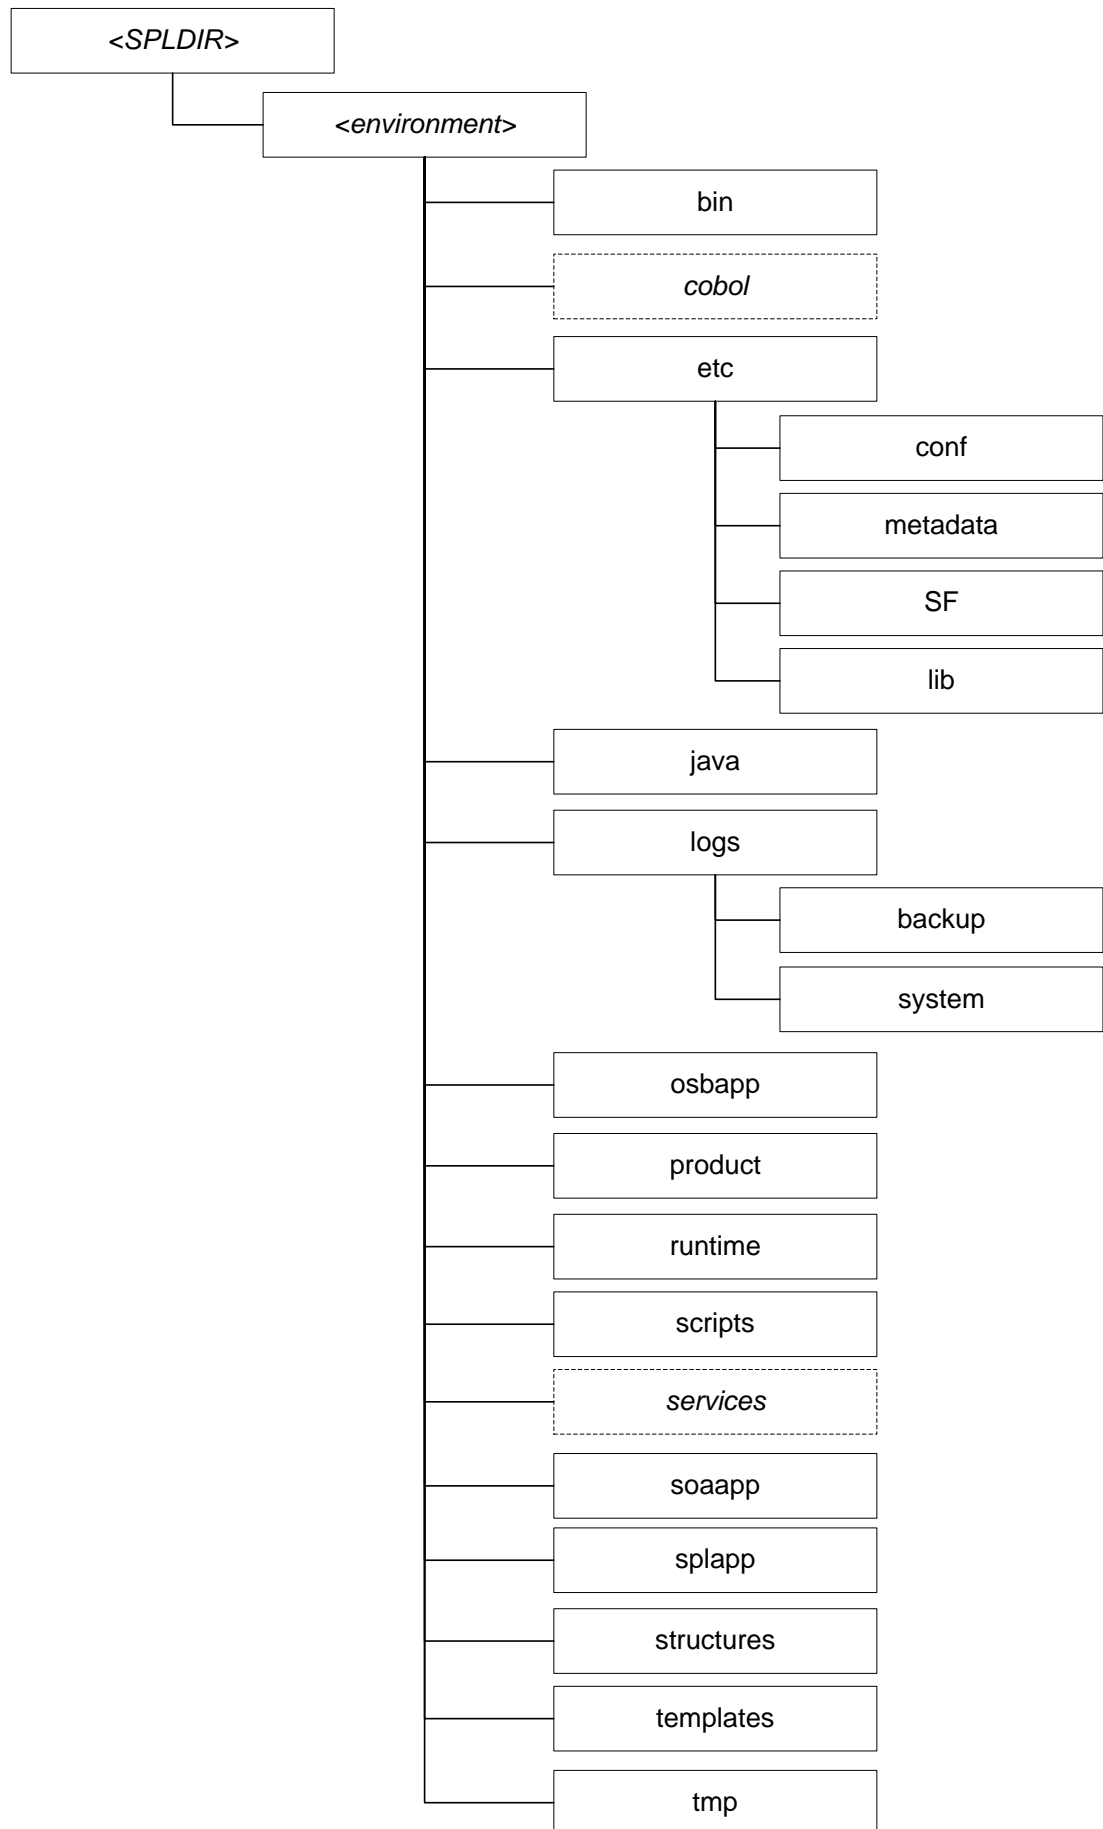 <SPLDIR>
<environment>
bin
cobol
etc
conf
metadata
SF
lib
java
logs
backup
system
osbapp
product
runtime
scripts
services
soaapp
splapp
structures
templates
tmp